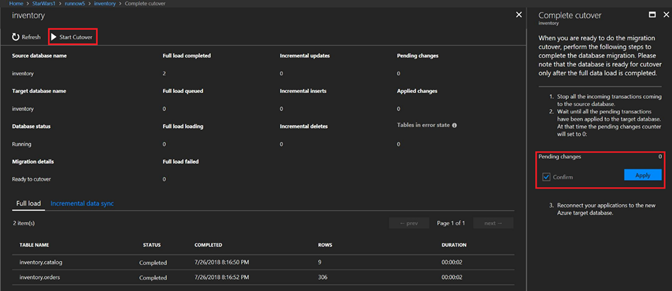 Home > StarWars1 > runnow5 > inventory > Complete cutover
inventory
Refresh
Start Cutover
Source database name
Full load completed
Incremental updates
Pending changes
inventory
2
0
0
Target database name
Full load queued
Incremental inserts
Applied changes
inventory
0
0
0
Database status
Full load loading
Incremental deletes
Tables in error state
Running
0
0
0
Migration details
Full load failed
Ready to cutover
0
Full load
Incremental data sync
2 item(s)
← prev
Page 1 of 1
next →
TABLE NAME
STATUS
COMPLETED
ROWS
DURATION
inventory.catalog
Completed
7/26/2018 8:16:50 PM
9
00:00:02
inventory.orders
Completed
7/26/2018 8:16:52 PM
306
00:00:02
Complete cutover
When you are ready to do the migration
cutover, perform the following steps to
complete the database migration. Please
note that the database is ready for cutover
only after the full data load is completed.
1. Stop all the incoming transactions coming
to the source database.
2. Wait until all the pending transactions
have been applied to the target database.
At that time the pending changes counter
will set to 0.
Pending changes
0
Confirm
Apply
3. Reconnect your applications to the new
Azure target database.